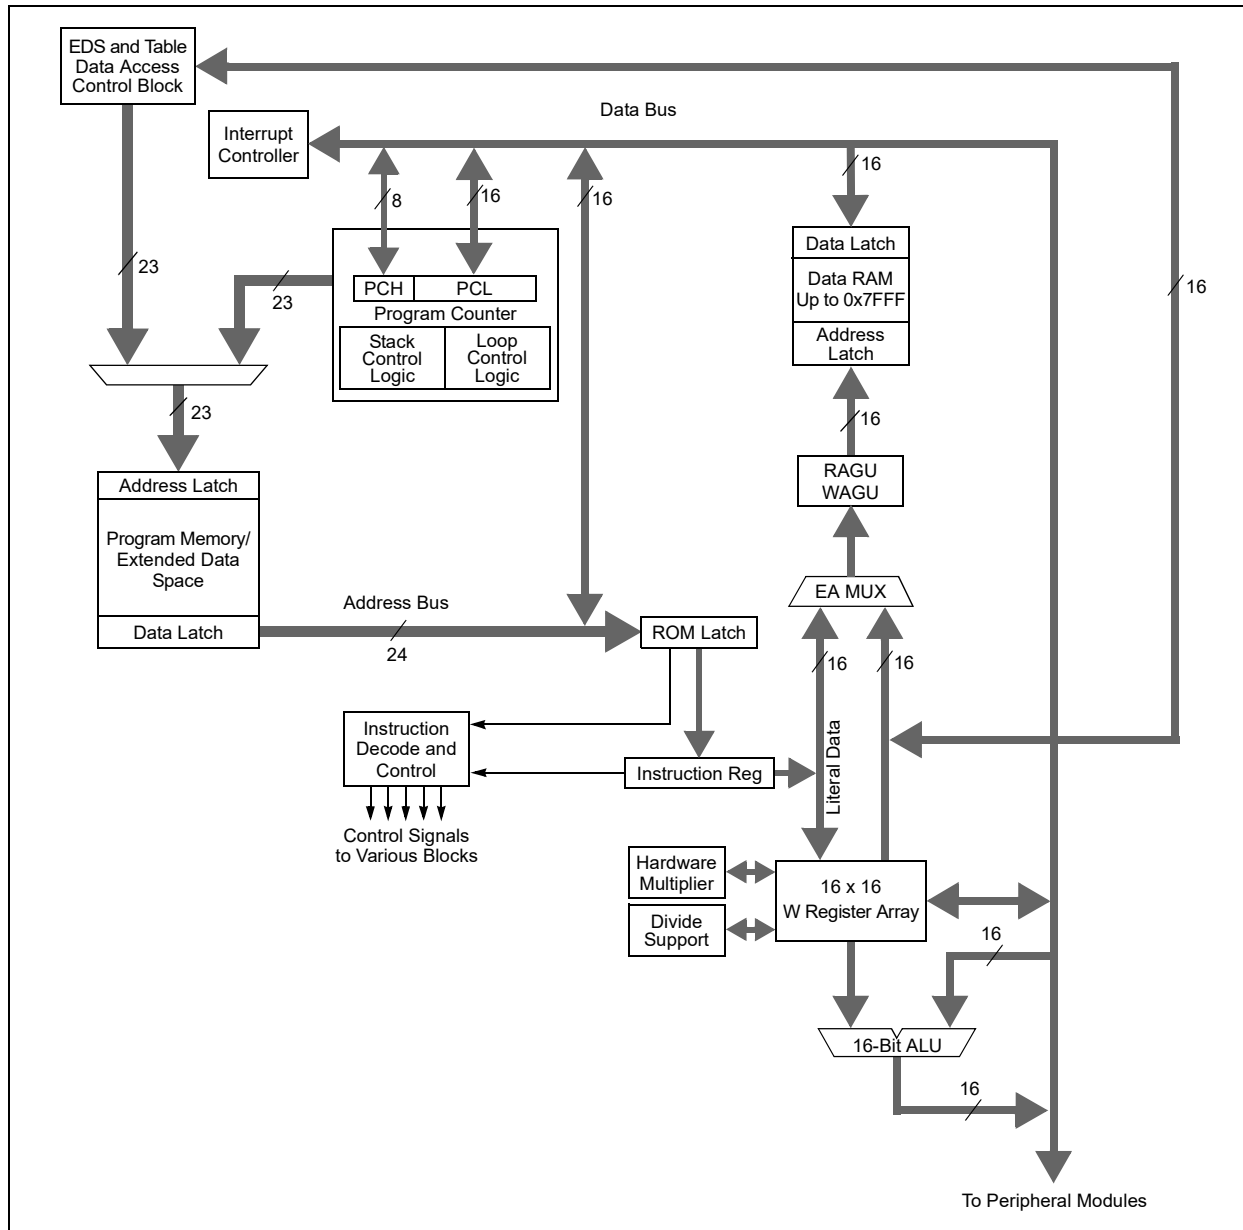 EDS and Table
Data Access
Control Block
Data Bus
Interrupt
Controller
16
8
16
16
23
23
16
Data Latch
Data RAM
Up to 0x7FFF
Address
Latch
PCH
PCL
Program Counter
Stack
Control
Logic
Loop
Control
Logic
23
16
RAGU
WAGU
Address Latch
Program Memory/
Extended Data
Space
Data Latch
EA MUX
Address Bus
24
ROM Latch
16
16
Instruction
Decode and
Control
Instruction Reg
Literal Data
Control Signals
to Various Blocks
Hardware
Multiplier
16 x 16
W Register Array
Divide
Support
16
16-Bit ALU
16
To Peripheral Modules